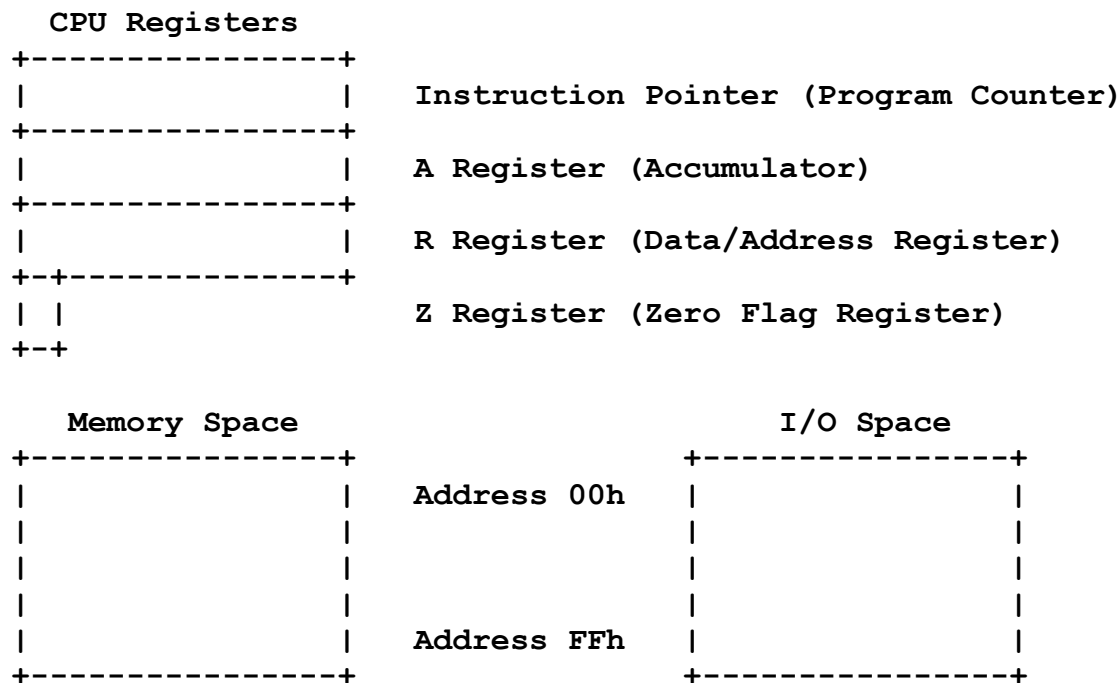 CPU Registers
Instruction Pointer (Program Counter)
A Register (Accumulator)
R Register (Data/Address Register)
Z Register (Zero Flag Register)
Memory Space I/O Space
Address 00h
Address FFh